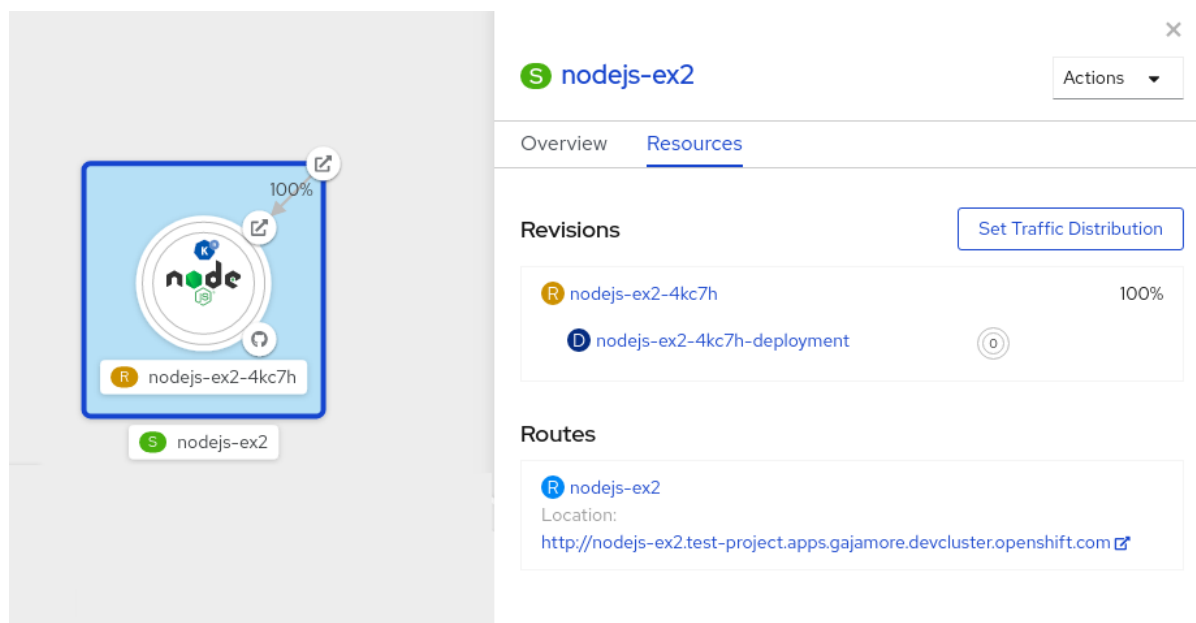 100%
K
node
JS
R nodejs-ex2-4kc7h
S nodejs-ex2
S nodejs-ex2
Actions
Overview
Resources
Revisions
Set Traffic Distribution
R nodejs-ex2-4kc7h 100%
D nodejs-ex2-4kc7h-deployment 0
Routes
R nodejs-ex2
Location:
http://nodejs-ex2.test-project.apps.gajamore.devcluster.openshift.com